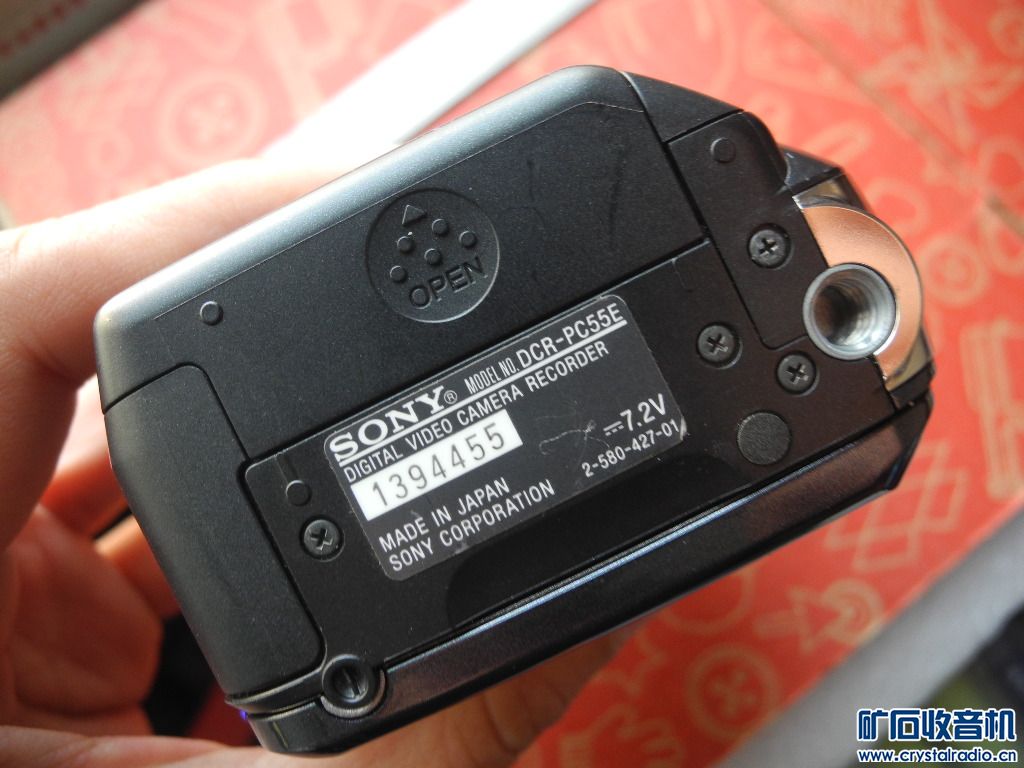 OPEN
SONY® MODEL NO. DCR-PC55E
DIGITAL VIDEO CAMERA RECORDER
1394455
⎓7.2V
MADE IN JAPAN 2-580-427-01
SONY CORPORATION
矿石收音机
www.crystalradio.cn